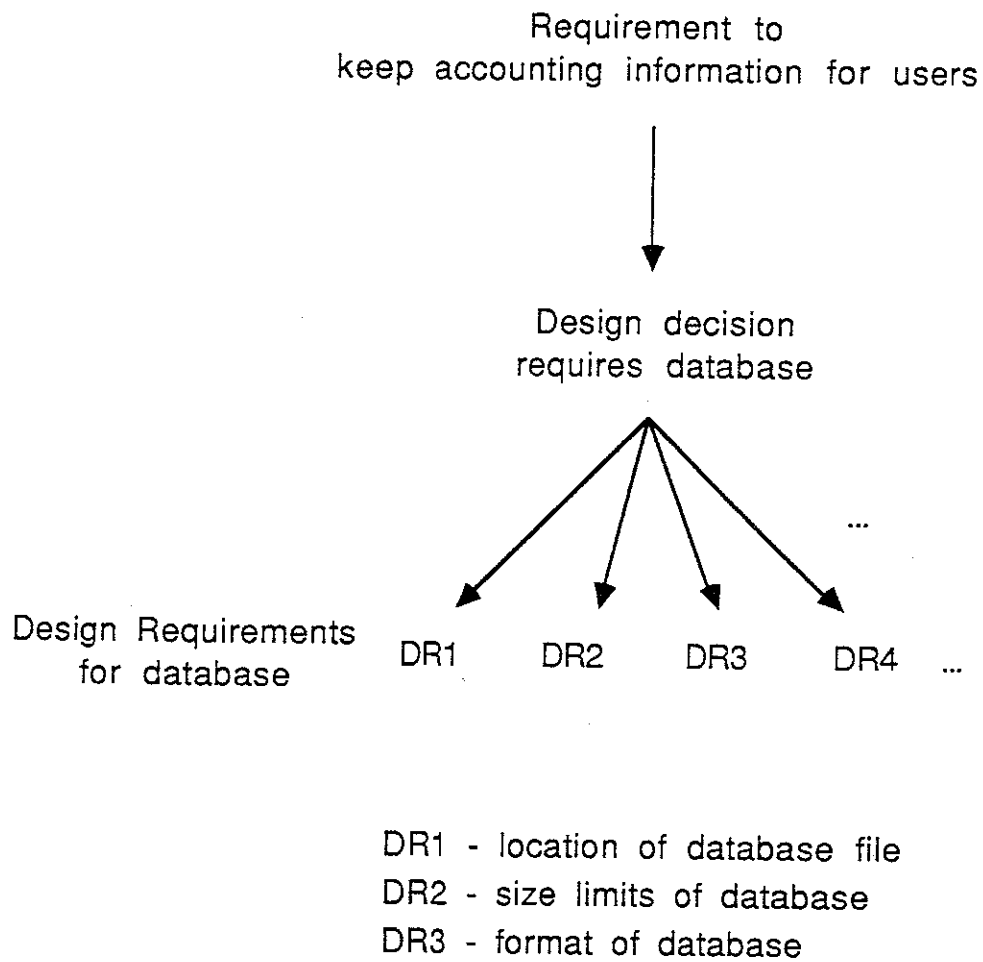 Requirement to
keep accounting information for users
Design decision
requires database
...
Design Requirements
for database
DR1 DR2 DR3 DR4 ...
DR1 - location of database file
DR2 - size limits of database
DR3 - format of database